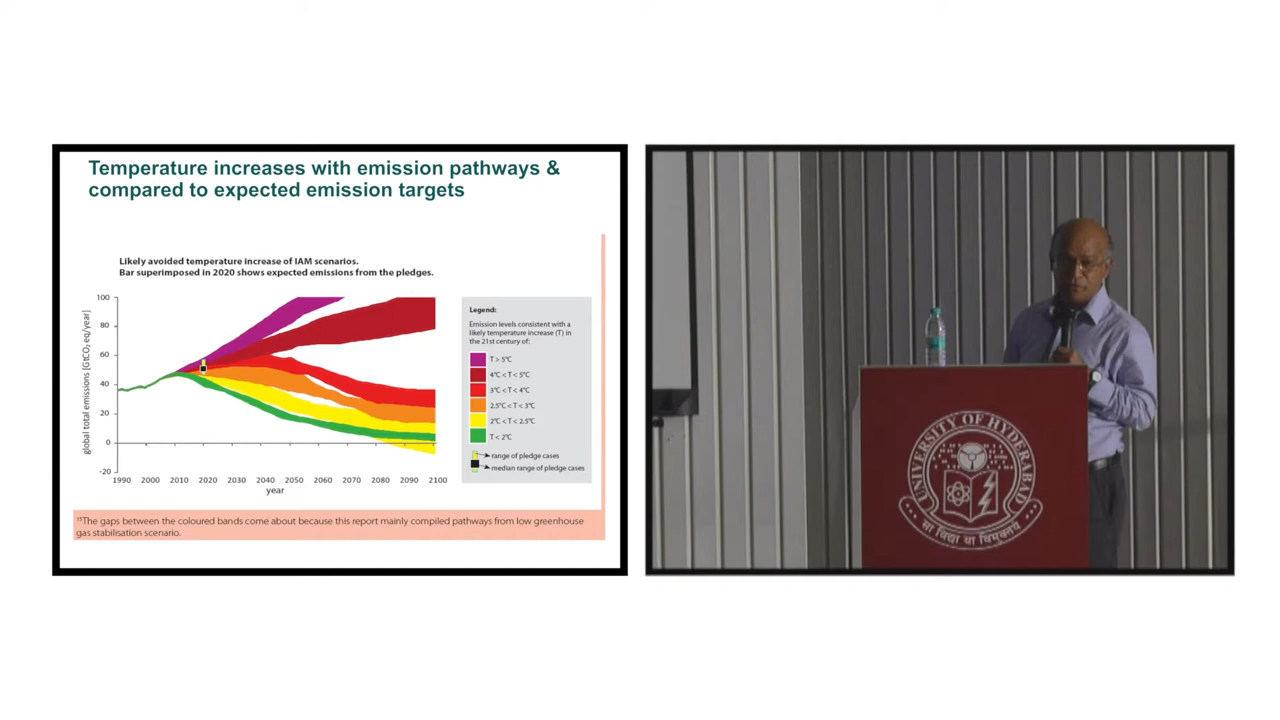 Temperature increases with emission pathways &
compared to expected emission targets
Likely avoided temperature increase of IAM scenarios.
Bar superimposed in 2020 shows expected emissions from the pledges.
global total emissions [GtCO₂ eq/year]
100
80
60
40
20
0
-20
1990 2000 2010 2020 2030 2040 2050 2060 2070 2080 2090 2100
year
Legend:
Emission levels consistent with a
likely temperature increase (T) in
the 21st century of:
T > 5°C
4°C < T < 5°C
3°C < T < 4°C
2.5°C < T < 3°C
2°C < T < 2.5°C
T < 2°C
range of pledge cases
median range of pledge cases
¹⁵The gaps between the coloured bands come about because this report mainly compiled pathways from low greenhouse
gas stabilisation scenario.
UNIVERSITY OF HYDERABAD
सा विद्या या विमुक्तये